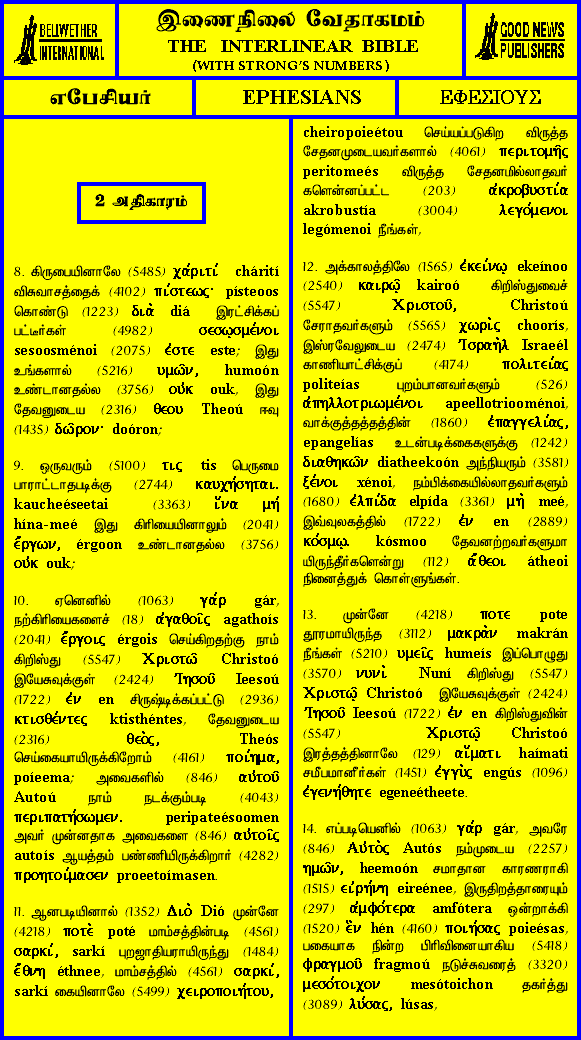 BELLWETHER
INTERNATIONAL
இணைநிலை வேதாகமம்
THE INTERLINEAR BIBLE
(WITH STRONG'S NUMBERS)
GOOD NEWS
PUBLISHERS
எபேசியர்
EPHESIANS
ΕΦΕΣΙΟΥΣ
2 அதிகாரம்
8. கிருபையினாலே (5485) χάριτί cháriti
விசுவாசத்தைக் (4102) πίστεως· písteoos
கொண்டு (1223) διὰ diá இரட்சிக்கப்
பட்டீர்கள் (4982) σεσωσμένοι
sesoosménoi (2075) ἐστε este; இது
உங்களால் (5216) υμῶν, humoón
உண்டானதல்ல (3756) οὐκ ouk, இது
தேவனுடைய (2316) θεου Theoú ஈவு
(1435) δῶρον· doóron;
9. ஒருவரும் (5100) τις tis பெருமை
பாராட்டாதபடிக்கு (2744) καυχήσηται.
kaucheéseetai (3363) ἵνα μή
hína-meé இது கிரியையினாலும் (2041)
ἔργων, érgoon உண்டானதல்ல (3756)
οὐκ ouk;
10. ஏனெனில் (1063) γάρ gár,
நற்கிரியைகளைச் (18) ἀγαθοῖς agathoís
(2041) ἔργοις érgois செய்கிறதற்கு நாம்
கிறிஸ்து (5547) Χριστῶ Christoó
இயேசுவுக்குள் (2424) Ἰησοῦ Ieesoú
(1722) ἐν en சிருஷ்டிக்கப்பட்டு (2936)
κτισθέντες ktisthéntes, தேவனுடைய
(2316) θεὸς, Theós
செய்கையாயிருக்கிறோம் (4161) ποίημα,
poíeema; அவைகளில் (846) αὐτοῦ
Autoú நாம் நடக்கும்படி (4043)
περιπατήσωμεν. peripateésoomen
அவர் முன்னதாக அவைகளை (846) αὐτοῖς
autoís ஆயத்தம் பண்ணியிருக்கிறார் (4282)
προητοίμασεν proeetoímasen.
11. ஆனபடியினால் (1352) Διὸ Dió முன்னே
(4218) ποτὲ poté மாம்சத்தின்படி (4561)
σαρκί, sarkí புறஜாதியராயிருந்து (1484)
ἔθνη éthnee, மாம்சத்தில் (4561) σαρκί,
sarkí கையினாலே (5499) χειροποιήτου,
cheiropoieétou செய்யப்படுகிற விருத்த
சேதனமுடையவர்களால் (4061) περιτομῆς
peritomeés விருத்த சேதனமில்லாதவர்
களென்னப்பட்ட (203) ἀκροβυστία
akrobustía (3004) λεγόμενοι
legómenoi நீங்கள்,
12. அக்காலத்திலே (1565) ἐκείνῳ ekeínoo
(2540) καιρῷ kairoó கிறிஸ்துவைச்
(5547) Χριστοῦ, Christoú
சேராதவர்களும் (5565) χωρὶς choorís,
இஸ்ரவேலுடைய (2474) Ἰσραὴλ Israeél
காணியாட்சிக்குப் (4174) πολιτείας
politeías புறம்பானவர்களும் (526)
ἀπηλλοτριωμένοι apeellotriooménoi,
வாக்குத்தத்தத்தின் (1860) ἐπαγγελίας,
epangelías உடன்படிக்கைகளுக்கு (1242)
διαθηκῶν diatheekoón அந்நியரும் (3581)
ξένοι xénoi, நம்பிக்கையில்லாதவர்களும்
(1680) ἐλπίδα elpída (3361) μὴ meé,
இவ்வுலகத்தில் (1722) ἐν en (2889)
κόσμῳ. kósmoo தேவனற்றவர்களுமா
யிருந்தீர்களென்று (112) ἄθεοι átheoi
நினைத்துக் கொள்ளுங்கள்.
13. முன்னே (4218) ποτε pote
தூரமாயிருந்த (3112) μακρὰν makrán
நீங்கள் (5210) υμεῖς humeís இப்பொழுது
(3570) νυνὶ Nuní கிறிஸ்து (5547)
Χριστῷ Christoó இயேசுவுக்குள் (2424)
Ἰησοῦ Ieesoú (1722) ἐν en கிறிஸ்துவின்
(5547) Χριστῷ Christoó
இரத்தத்தினாலே (129) αἵματι haímati
சமீபமானீர்கள் (1451) ἐγγὺς engús (1096)
ἐγενήθητε egeneétheete.
14. எப்படியெனில் (1063) γάρ gár, அவரே
(846) Αὐτὸς Autós நம்முடைய (2257)
ημῶν, heemoón சமாதான காரணராகி
(1515) εἰρήνη eireénee, இருதிறத்தாரையும்
(297) ἀμφότερα amfótera ஒன்றாக்கி
(1520) ἓν hén (4160) ποιήσας poieésas,
பகையாக நின்ற பிரிவினையாகிய (5418)
φραγμοῦ fragmoú நடுச்சுவரைத் (3320)
μεσότοιχον mesótoichon தகர்த்து
(3089) λύσας, lúsas,